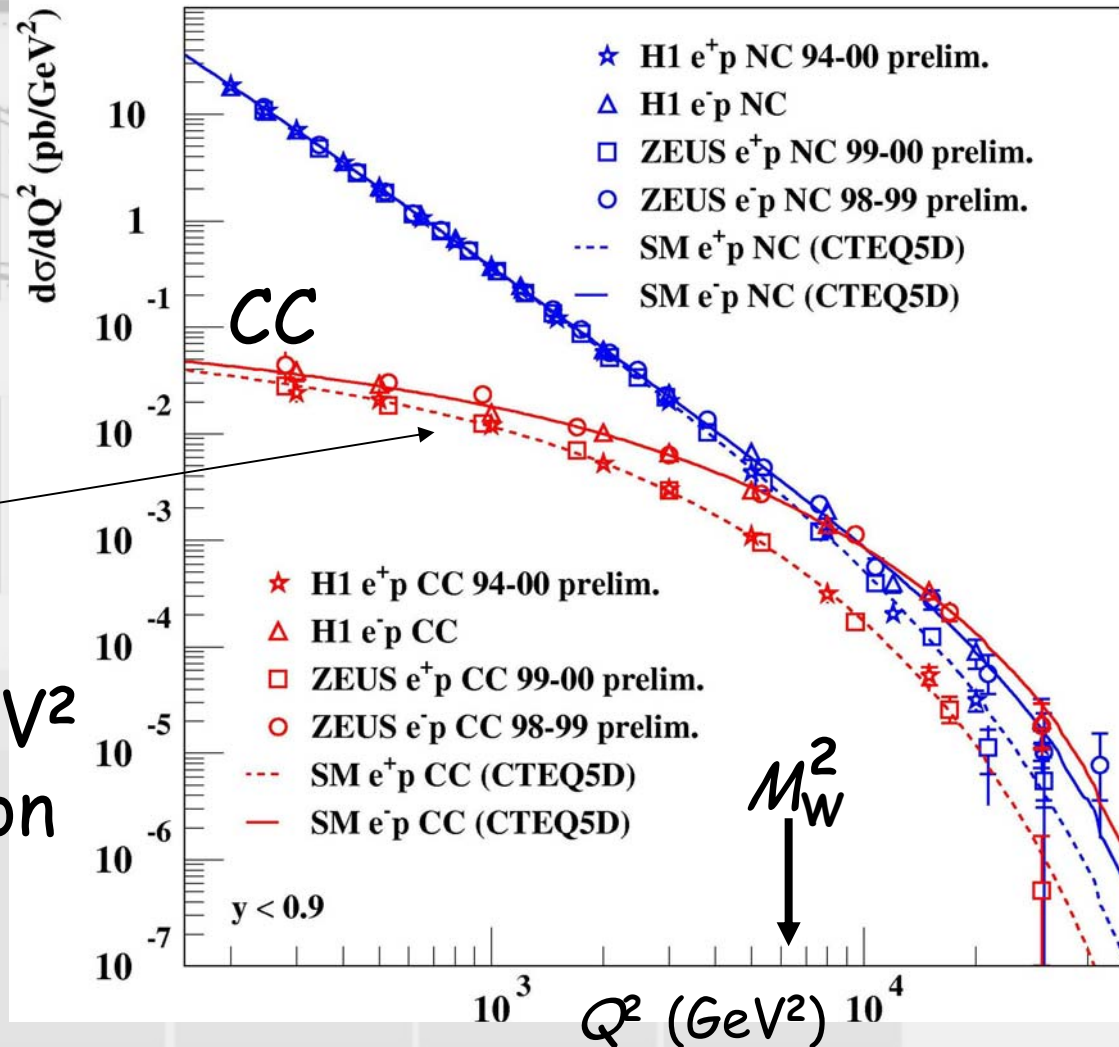 dσ/dQ² (pb/GeV²)
10
1
10⁻¹
10⁻²
10⁻³
10⁻⁴
10⁻⁵
10⁻⁶
10⁻⁷
H1 e⁺p NC 94-00 prelim.
H1 e⁻p NC
ZEUS e⁺p NC 99-00 prelim.
ZEUS e⁻p NC 98-99 prelim.
SM e⁺p NC (CTEQ5D)
SM e⁻p NC (CTEQ5D)
CC
H1 e⁺p CC 94-00 prelim.
H1 e⁻p CC
ZEUS e⁺p CC 99-00 prelim.
ZEUS e⁻p CC 98-99 prelim.
SM e⁺p CC (CTEQ5D)
SM e⁻p CC (CTEQ5D)
V²
on
M²W
y < 0.9
10³
10⁴
Q² (GeV²)